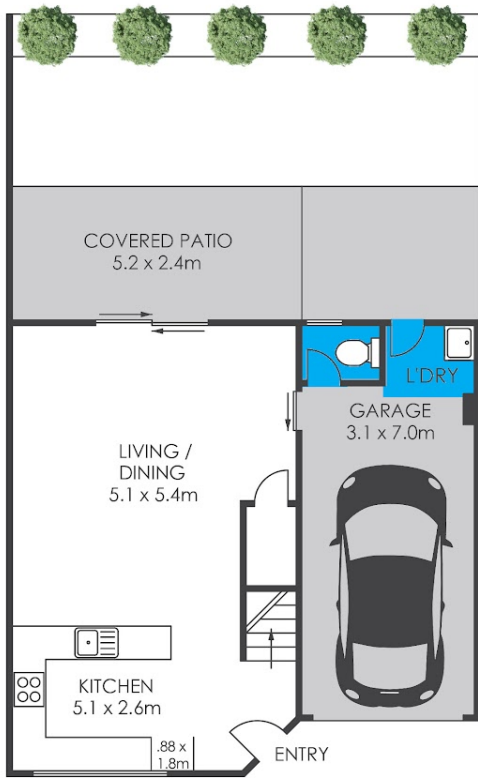 COVERED PATIO
5.2 x 2.4m
L'DRY
GARAGE
3.1 x 7.0m
LIVING /
DINING
5.1 x 5.4m
KITCHEN
5.1 x 2.6m
.88 x
1.8m
ENTRY